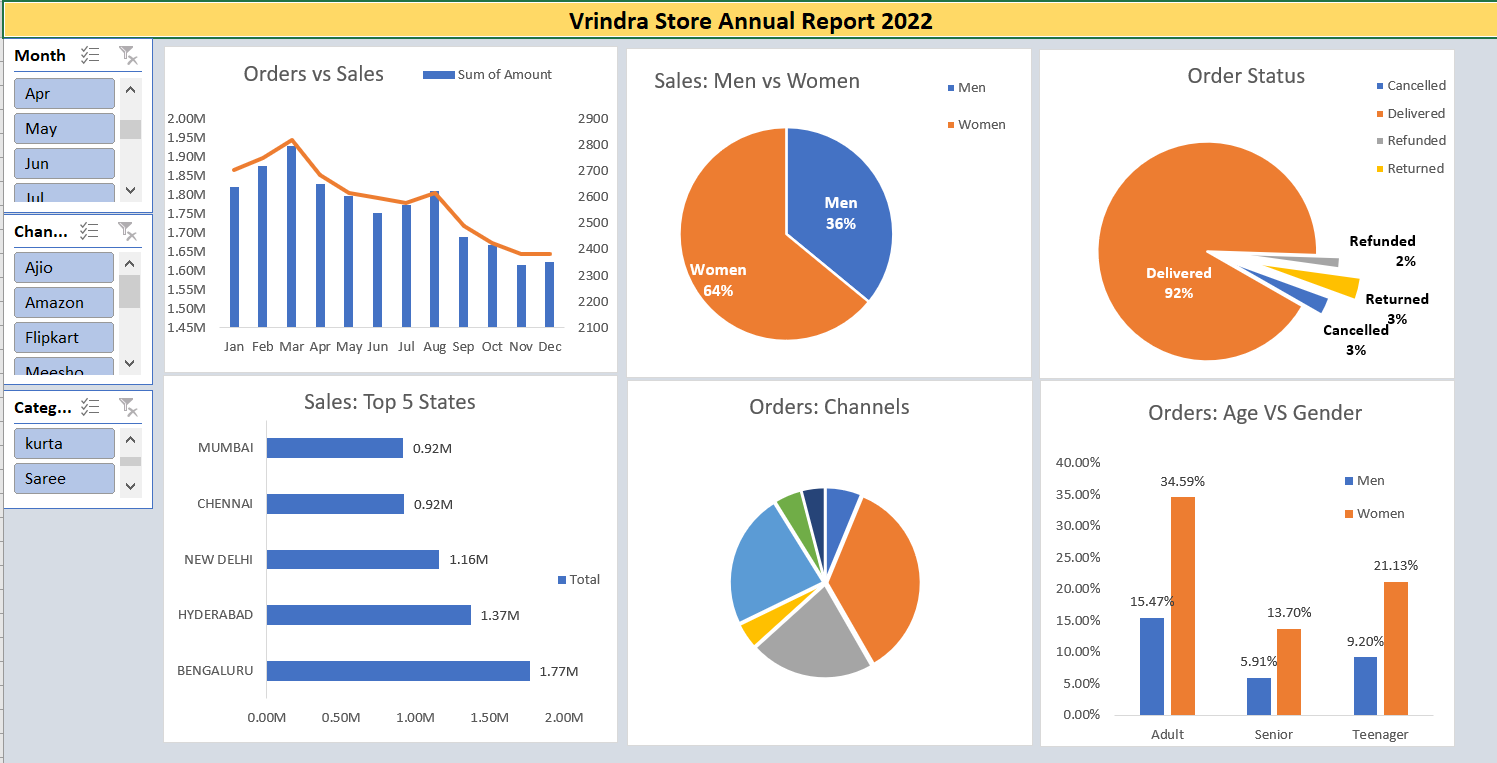 Vrindra Store Annual Report 2022
Month
Apr
May
Jun
Jul
Chan...
Ajio
Amazon
Flipkart
Meesho
Categ...
kurta
Saree
Orders vs Sales
Sum of Amount
2.00M
1.95M
1.90M
1.85M
1.80M
1.75M
1.70M
1.65M
1.60M
1.55M
1.50M
1.45M
2900
2800
2700
2600
2500
2400
2300
2200
2100
Jan Feb Mar Apr May Jun Jul Aug Sep Oct Nov Dec
Sales: Men vs Women
Men
Women
Men
36%
Women
64%
Order Status
Cancelled
Delivered
Refunded
Returned
Refunded
2%
Delivered
92%
Returned
3%
Cancelled
3%
Sales: Top 5 States
MUMBAI 0.92M
CHENNAI 0.92M
NEW DELHI 1.16M
Total
HYDERABAD 1.37M
BENGALURU 1.77M
0.00M 0.50M 1.00M 1.50M 2.00M
Orders: Channels
Orders: Age VS Gender
Men
Women
40.00%
35.00%
30.00%
25.00%
20.00%
15.00%
10.00%
5.00%
0.00%
15.47%
34.59%
5.91%
13.70%
9.20%
21.13%
Adult Senior Teenager